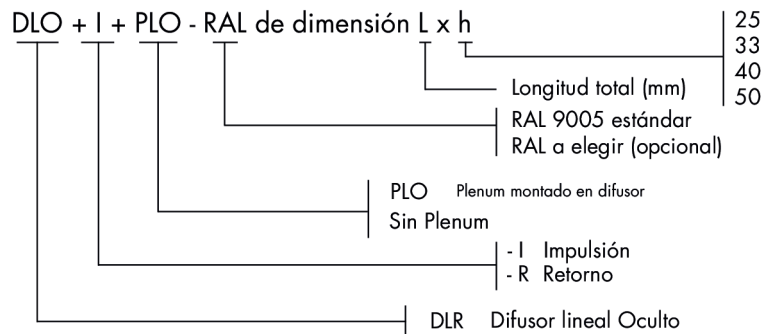 DLO + I + PLO - RAL de dimensión L x h
25
33
40
50
Longitud total (mm)
RAL 9005 estándar
RAL a elegir (opcional)
PLO Plenum montado en difusor
Sin Plenum
- I Impulsión
- R Retorno
DLR Difusor lineal Oculto